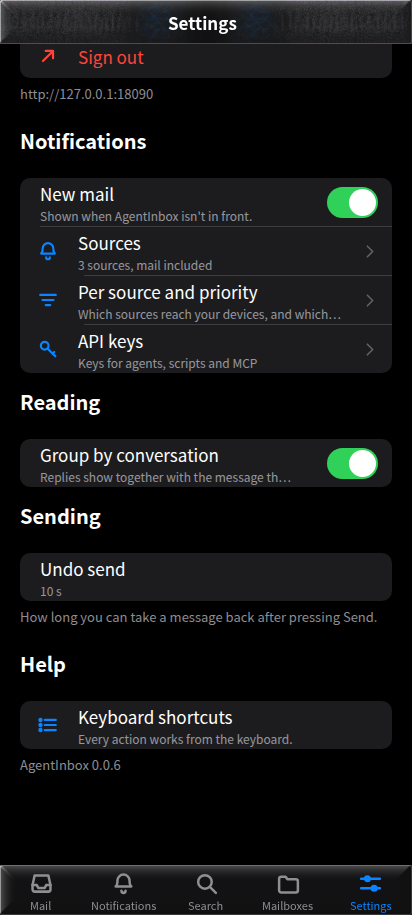 Settings
Sign out
http://127.0.0.1:18090
Notifications
New mail
Shown when AgentInbox isn't in front.
Sources
3 sources, mail included
Per source and priority
Which sources reach your devices, and which…
API keys
Keys for agents, scripts and MCP
Reading
Group by conversation
Replies show together with the message th…
Sending
Undo send
10 s
How long you can take a message back after pressing Send.
Help
Keyboard shortcuts
Every action works from the keyboard.
AgentInbox 0.0.6
Mail Notifications Search Mailboxes Settings